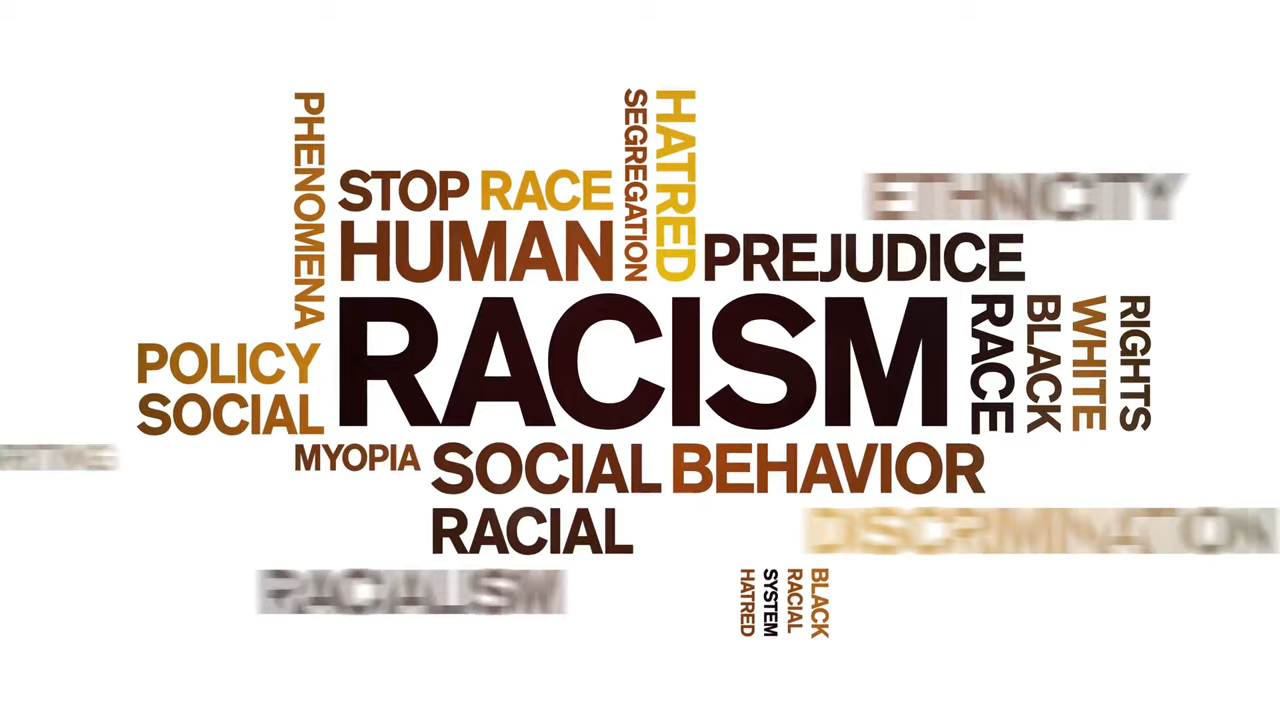 PHENOMENA
STOP RACE
HUMAN
SEGREGATION
HATRED
ETHNICITY
PREJUDICE
RACISM
RACE
BLACK
WHITE
RIGHTS
POLICY
SOCIAL
MYOPIA
SOCIAL BEHAVIOR
RACIAL
DISCRIMINATION
RACIALISM
HATRED
SYSTEM
RACIAL
BLACK